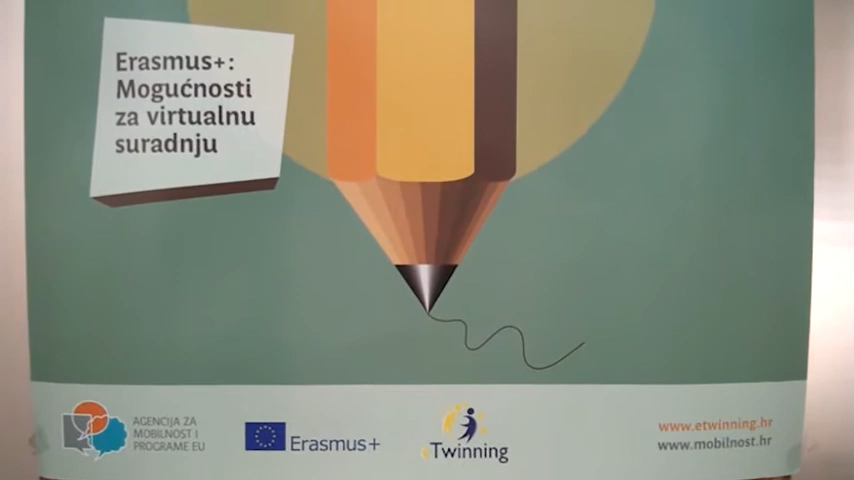 Erasmus+:
Mogućnosti
za virtualnu
suradnju
AGENCIJA ZA
MOBILNOST I
PROGRAME EU
Erasmus+
eTwinning
www.etwinning.hr
www.mobilnost.hr